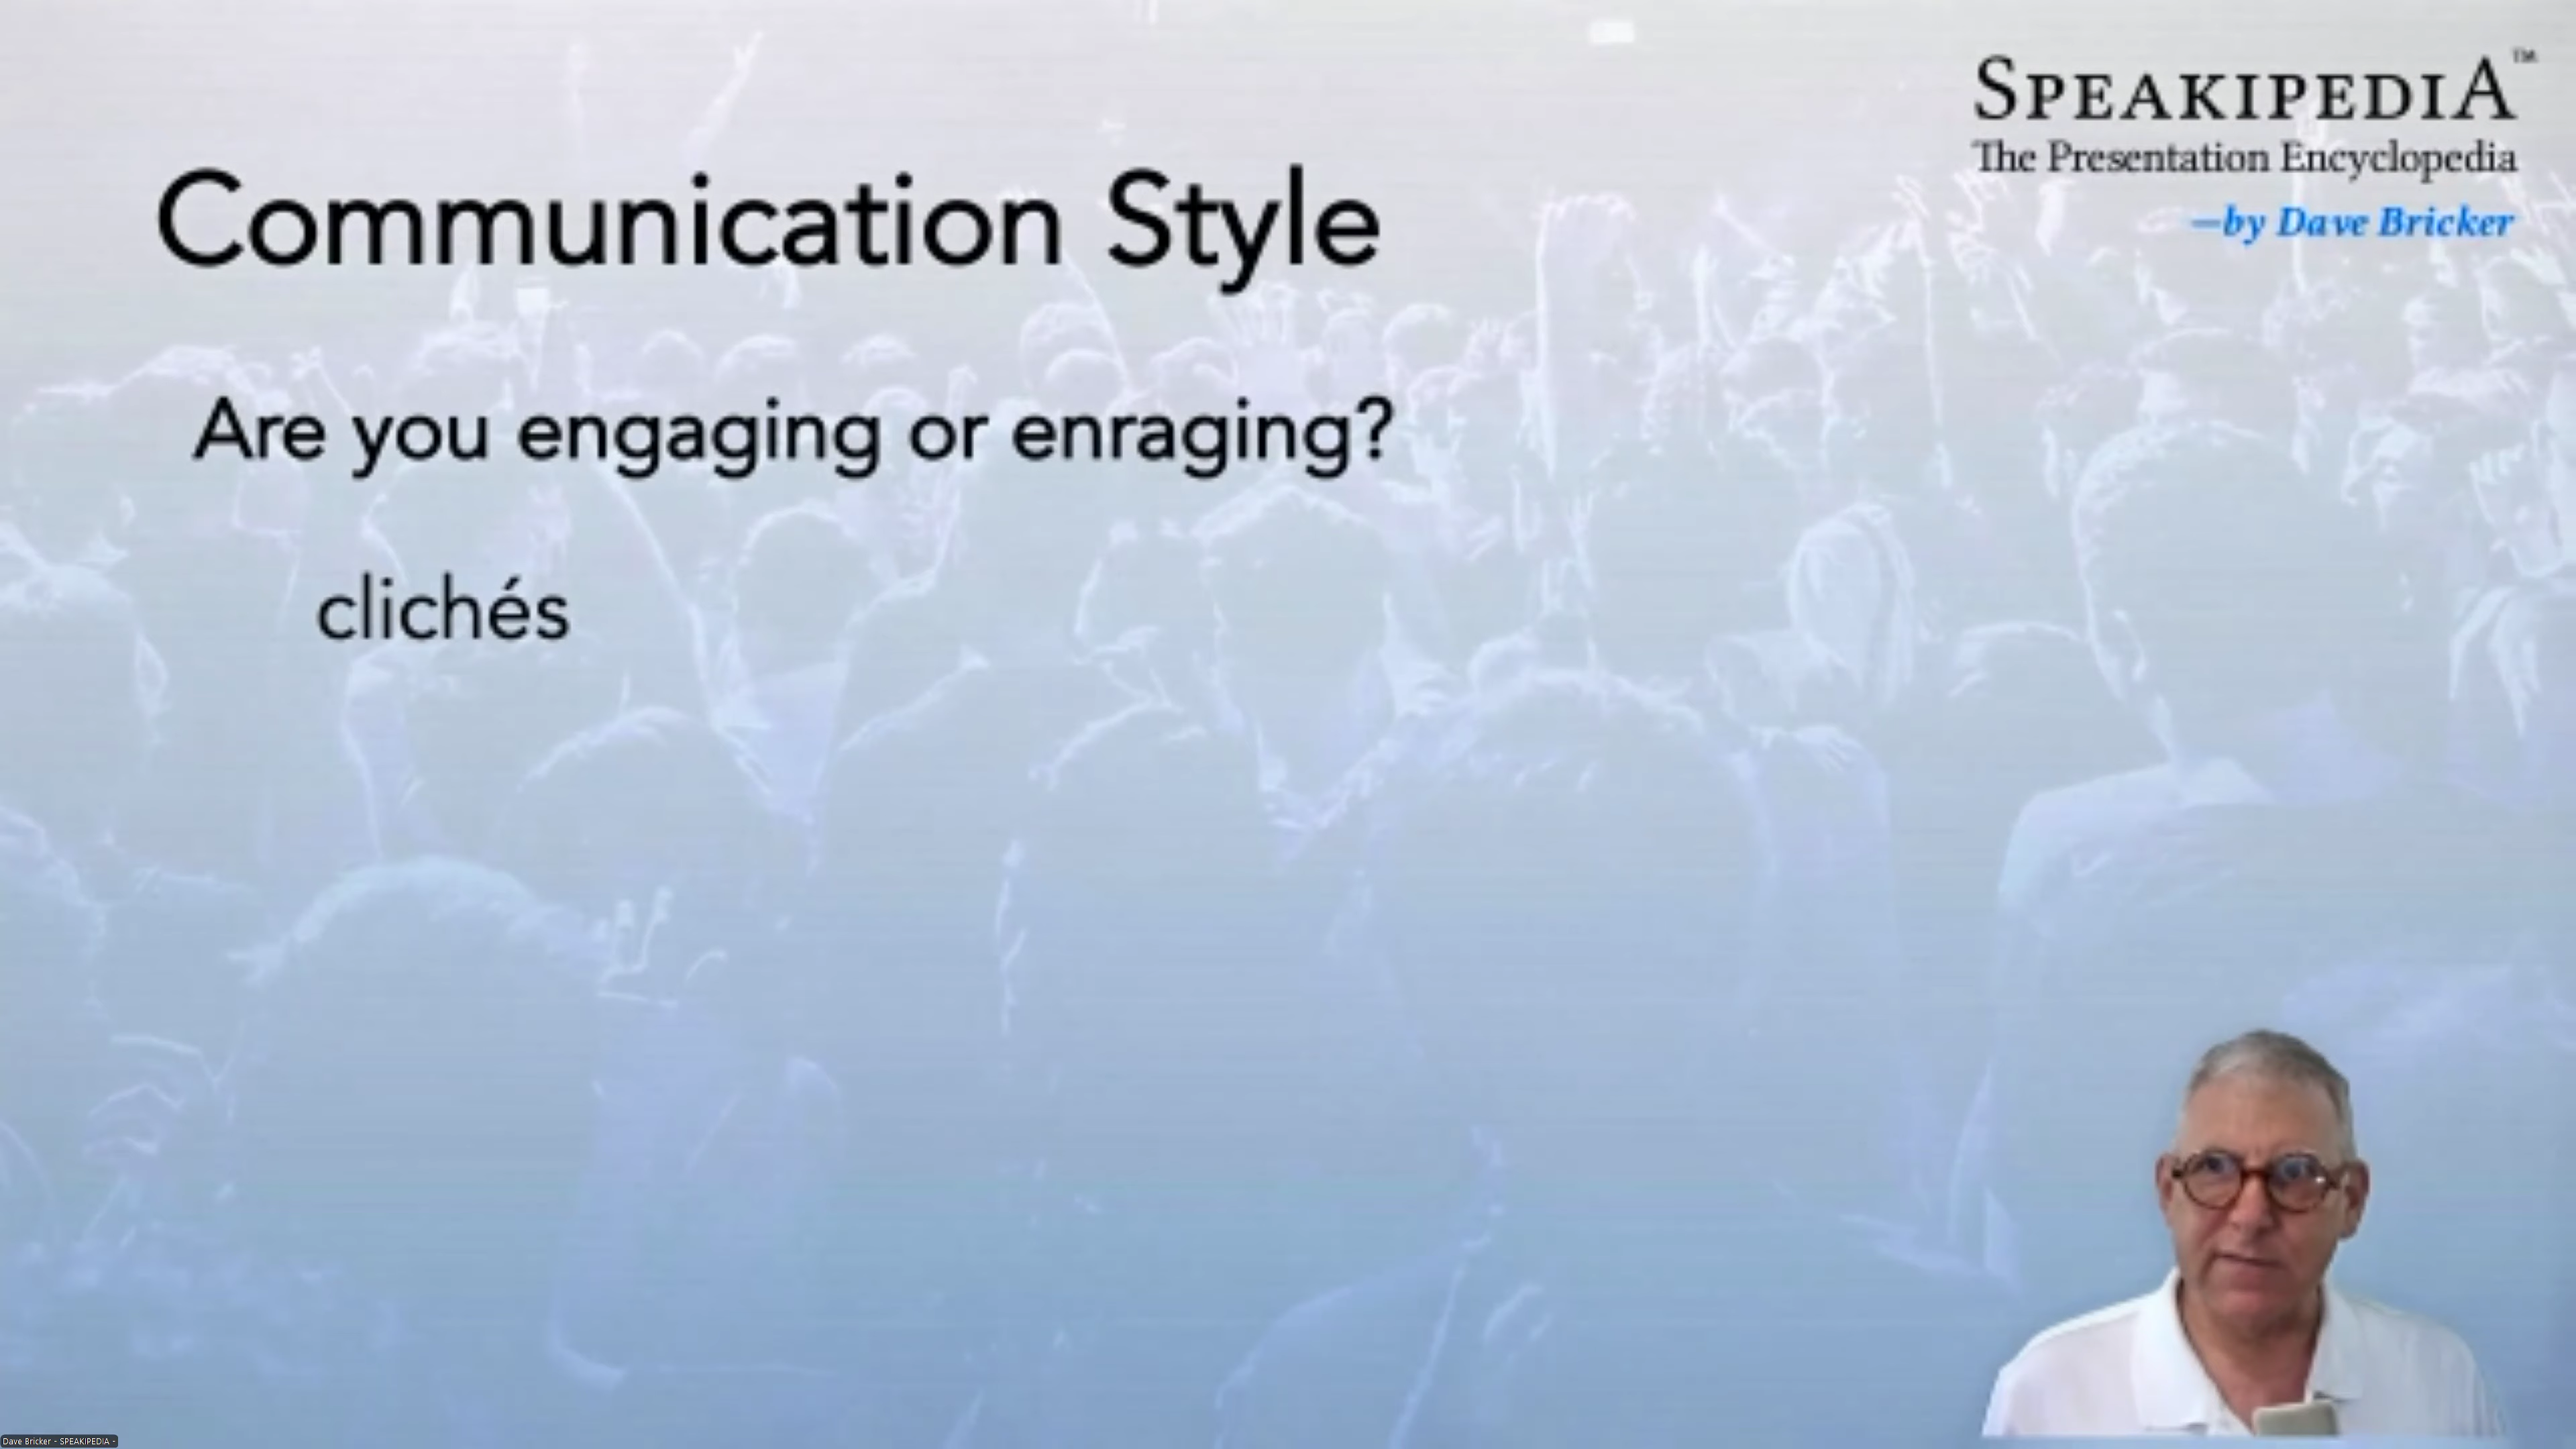 SPEAKIPEDIA™
The Presentation Encyclopedia
—by Dave Bricker
Communication Style
Are you engaging or enraging?
clichés
Dave Bricker - SPEAKIPEDIA -